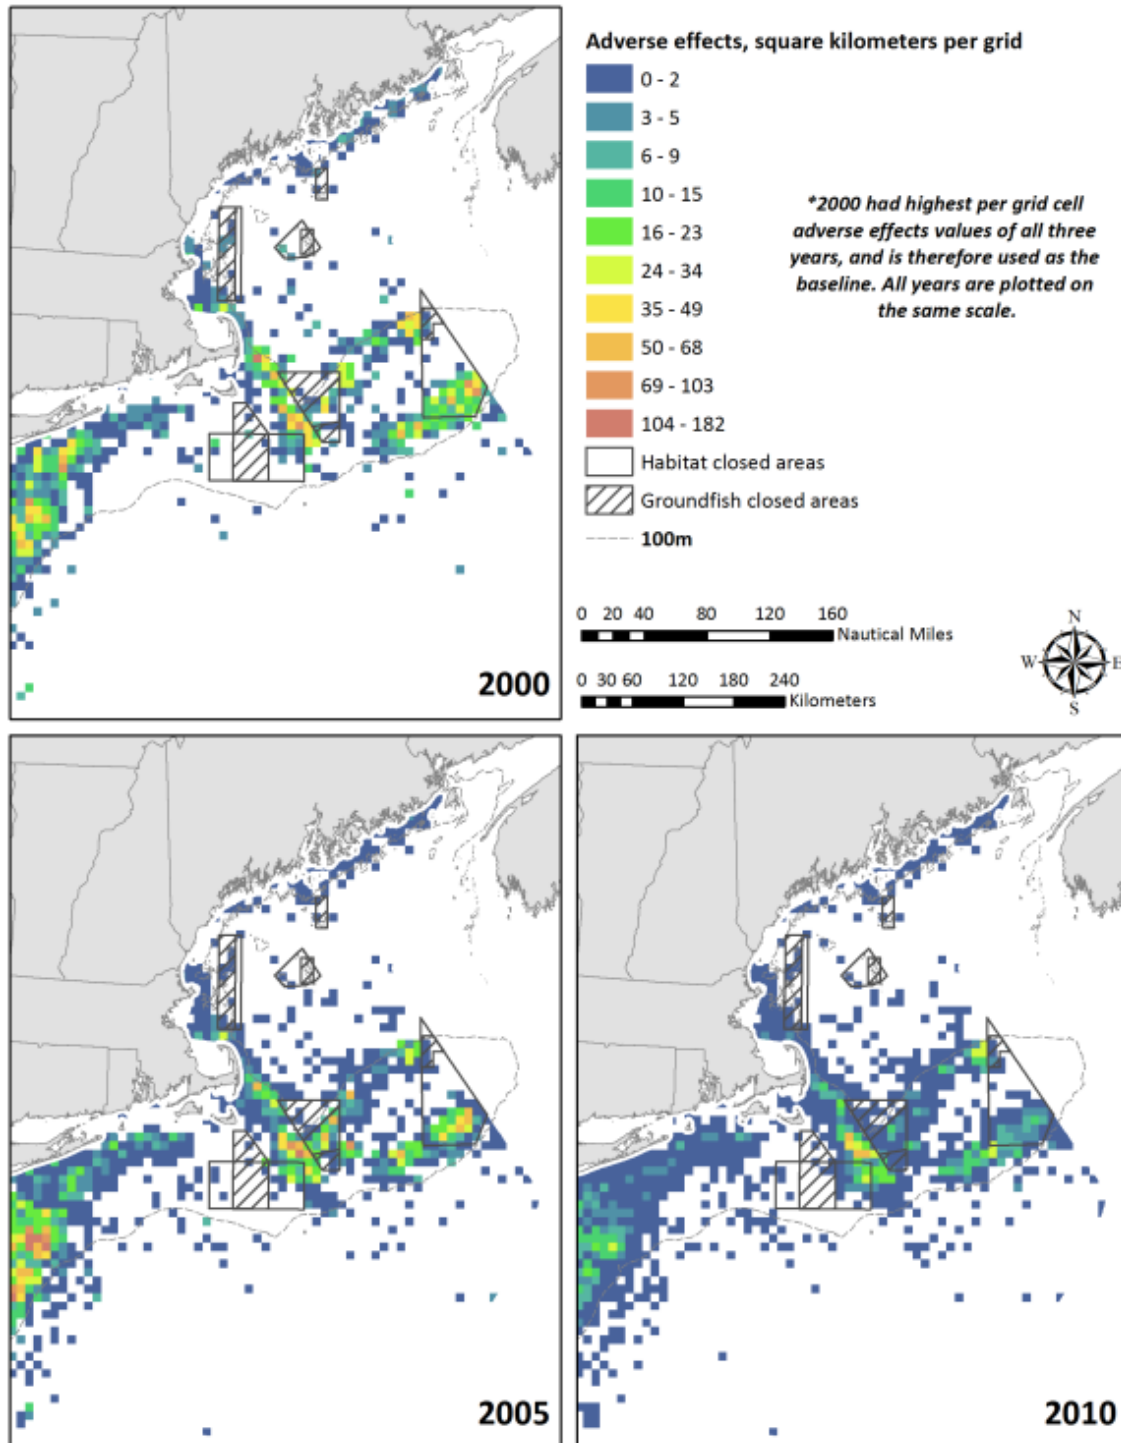 Adverse effects, square kilometers per grid
0 - 2
3 - 5
6 - 9
10 - 15
16 - 23
24 - 34
35 - 49
50 - 68
69 - 103
104 - 182
Habitat closed areas
Groundfish closed areas
100m
*2000 had highest per grid cell
adverse effects values of all three
years, and is therefore used as the
baseline. All years are plotted on
the same scale.
0 20 40 80 120 160
Nautical Miles
0 30 60 120 180 240
Kilometers
N
W E
S
2000
2005
2010